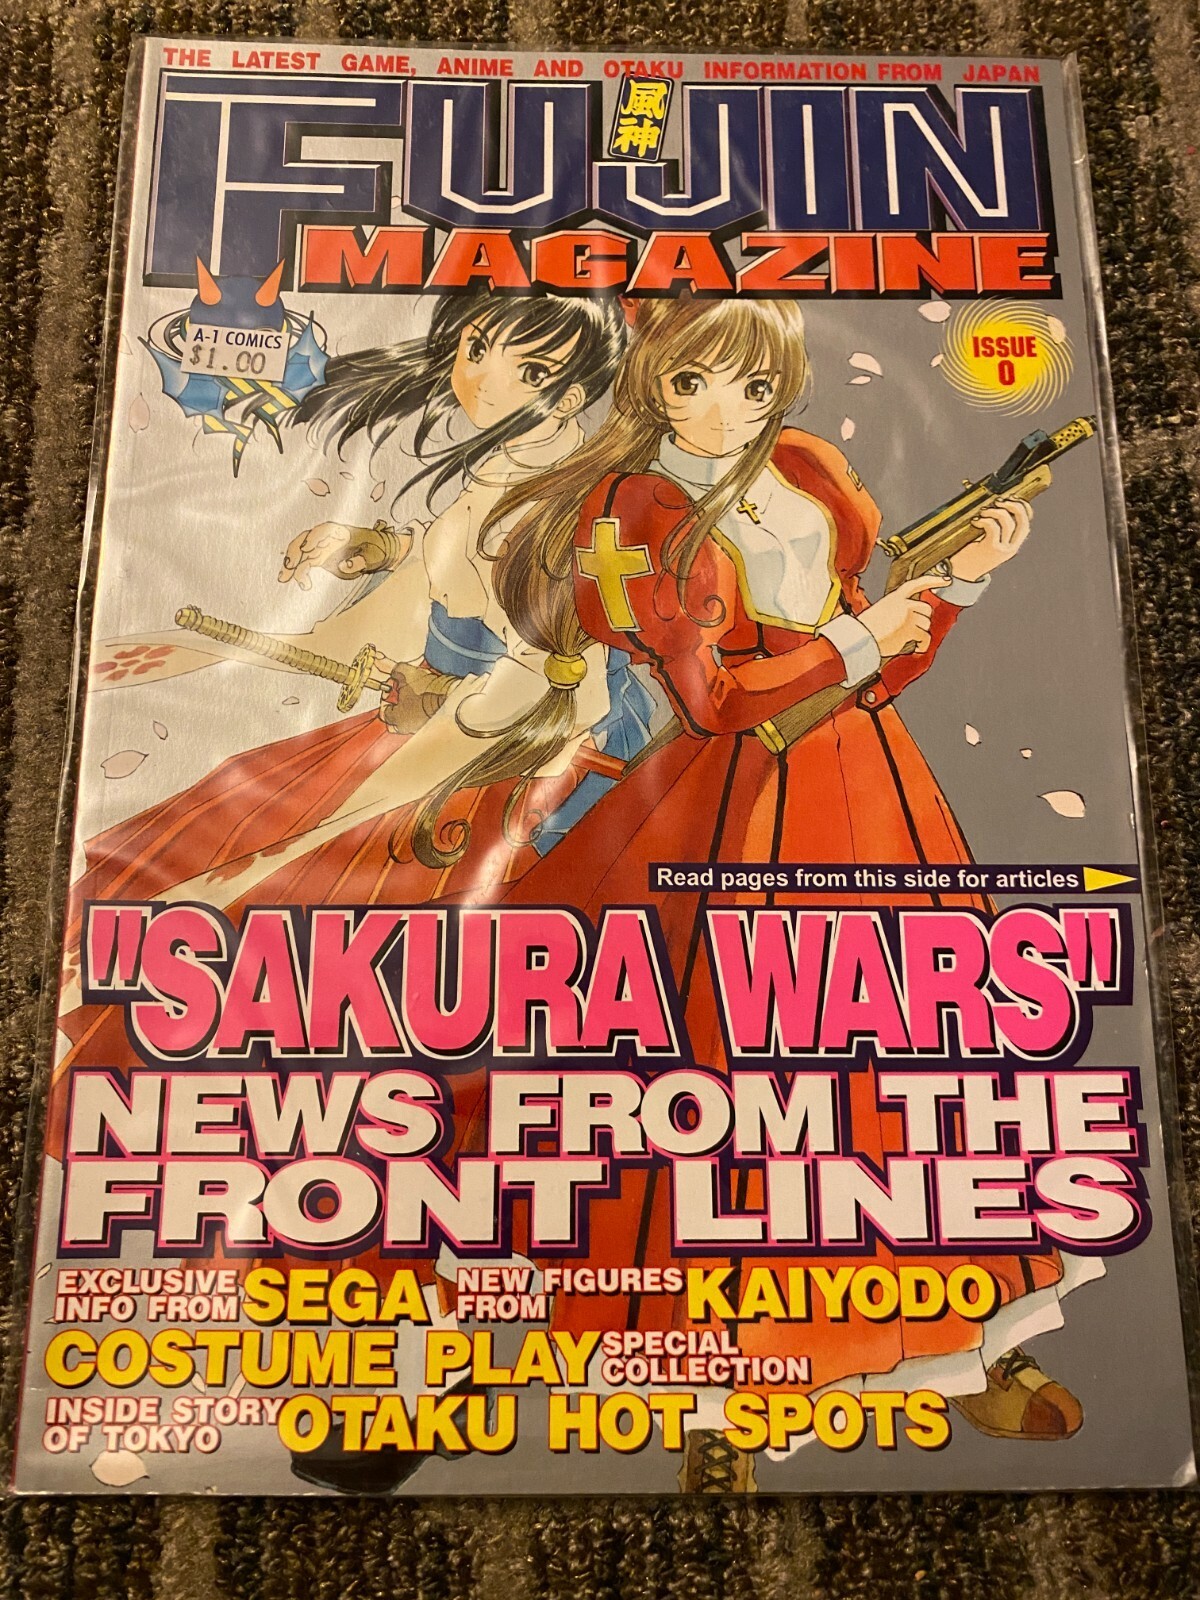 THE LATEST GAME, ANIME AND OTAKU INFORMATION FROM JAPAN
FUJIN
風神
MAGAZINE
A-1 COMICS
$1.00
ISSUE
0
Read pages from this side for articles
"SAKURA WARS"
NEWS FROM THE
FRONT LINES
EXCLUSIVE
INFO FROM
SEGA
NEW FIGURES
FROM
KAIYODO
COSTUME PLAY
SPECIAL
COLLECTION
INSIDE STORY
OF TOKYO
OTAKU HOT SPOTS